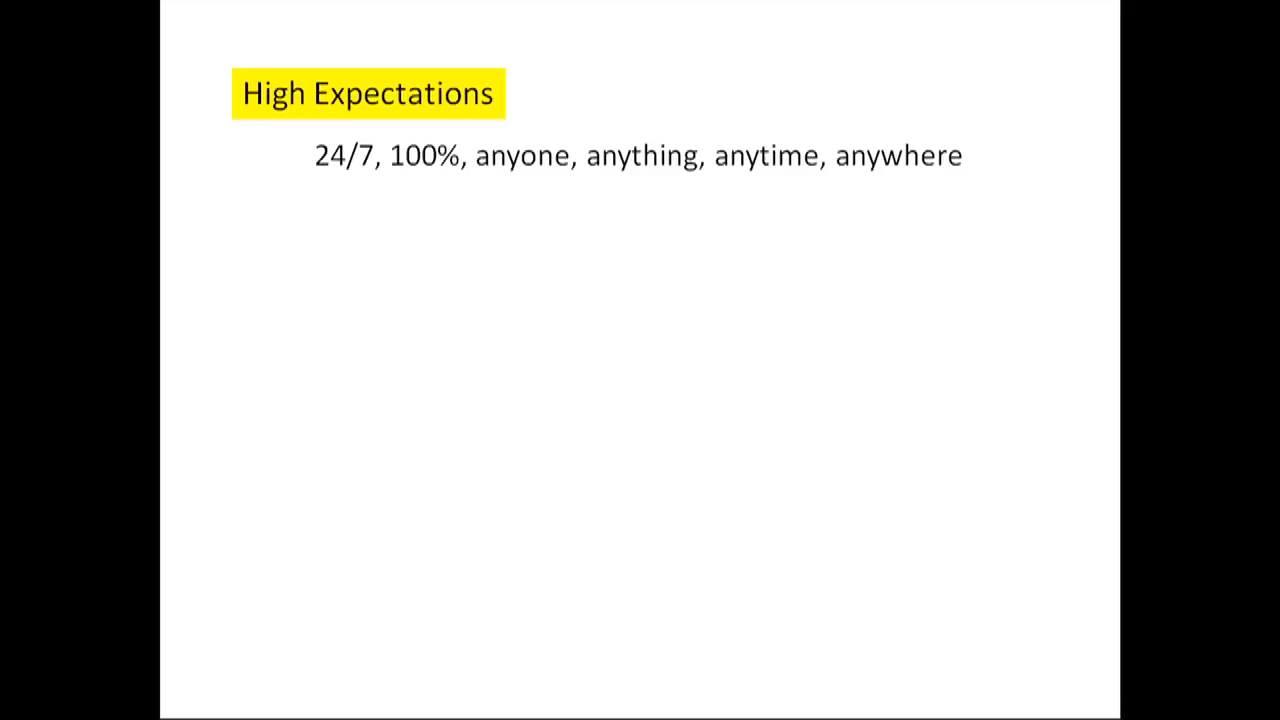 High Expectations
24/7, 100%, anyone, anything, anytime, anywhere